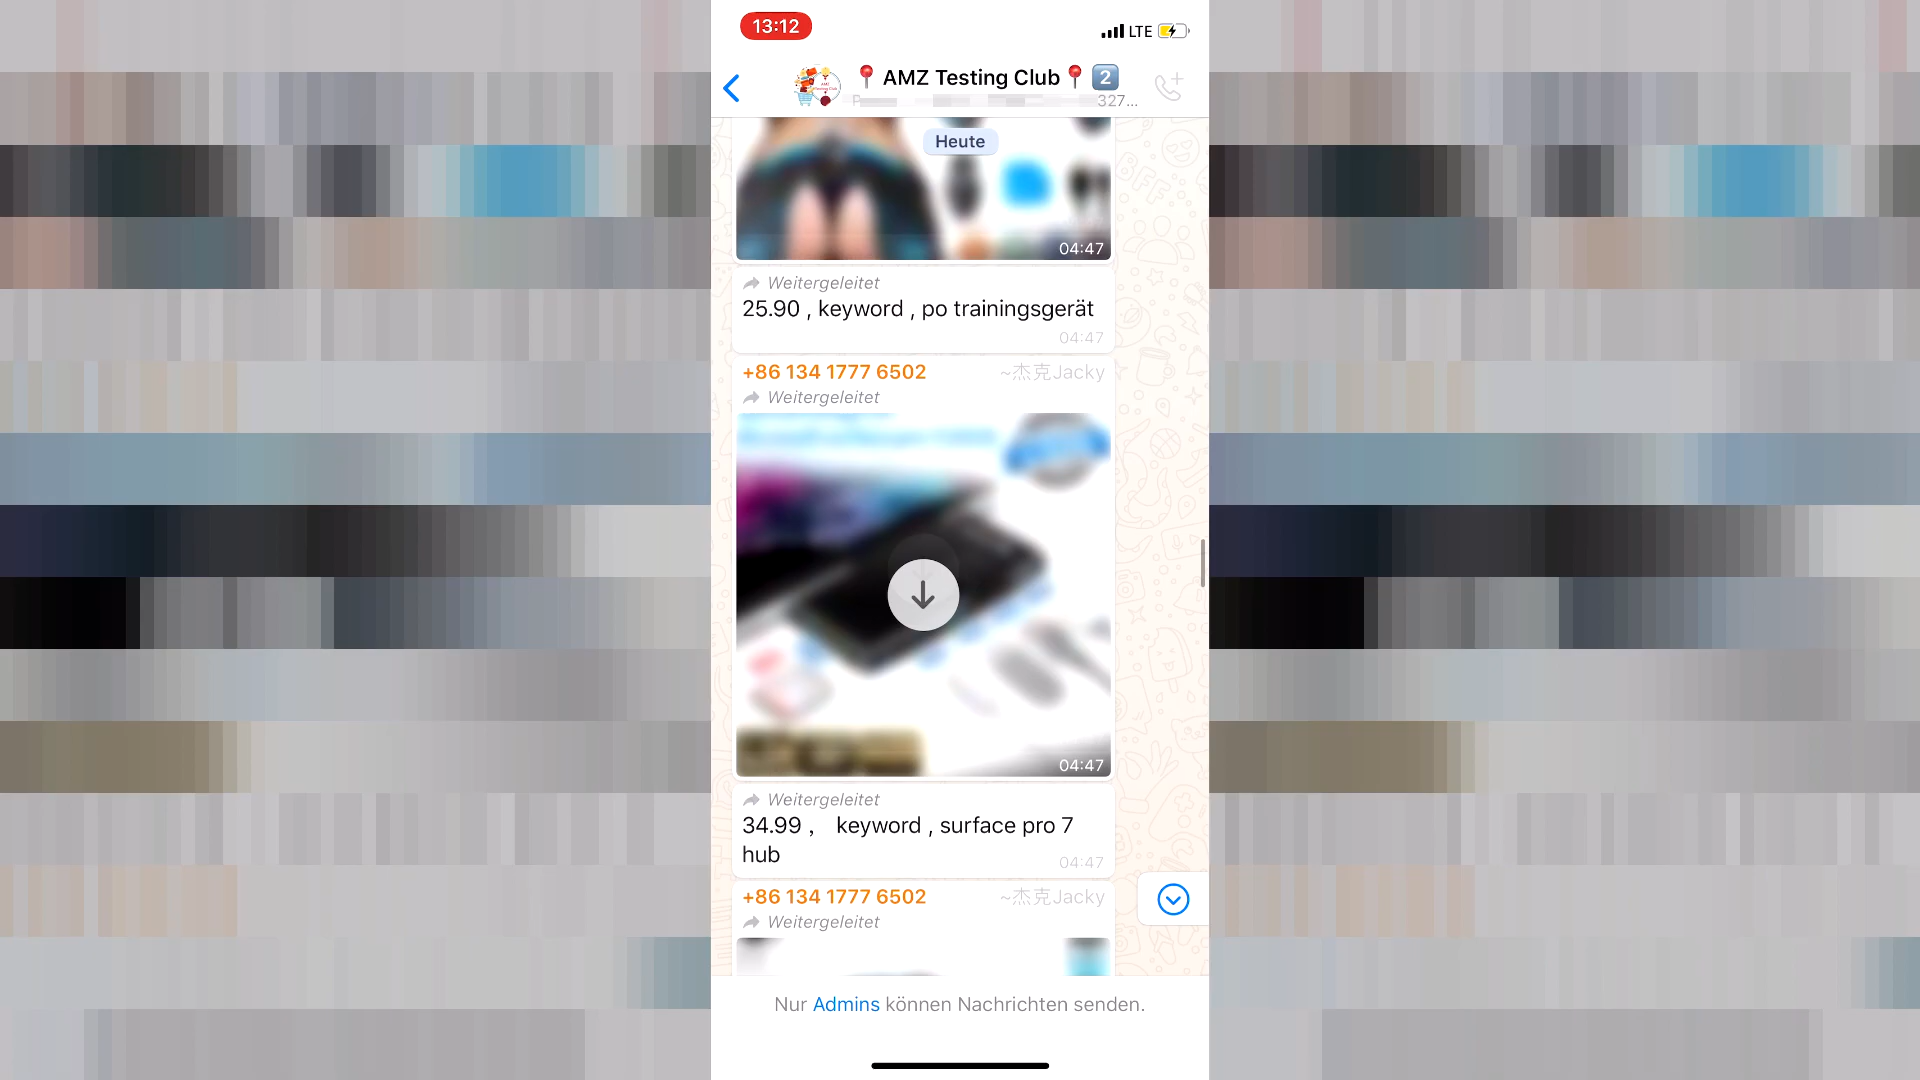 13:12
LTE
📍 AMZ Testing Club 📍 2️⃣
327...
Heute
04:47
Weitergeleitet
25.90 , keyword , po trainingsgerät
04:47
+86 134 1777 6502 ~杰克Jacky
Weitergeleitet
04:47
Weitergeleitet
34.99 ， keyword , surface pro 7
hub
04:47
+86 134 1777 6502 ~杰克Jacky
Weitergeleitet
Nur Admins können Nachrichten senden.